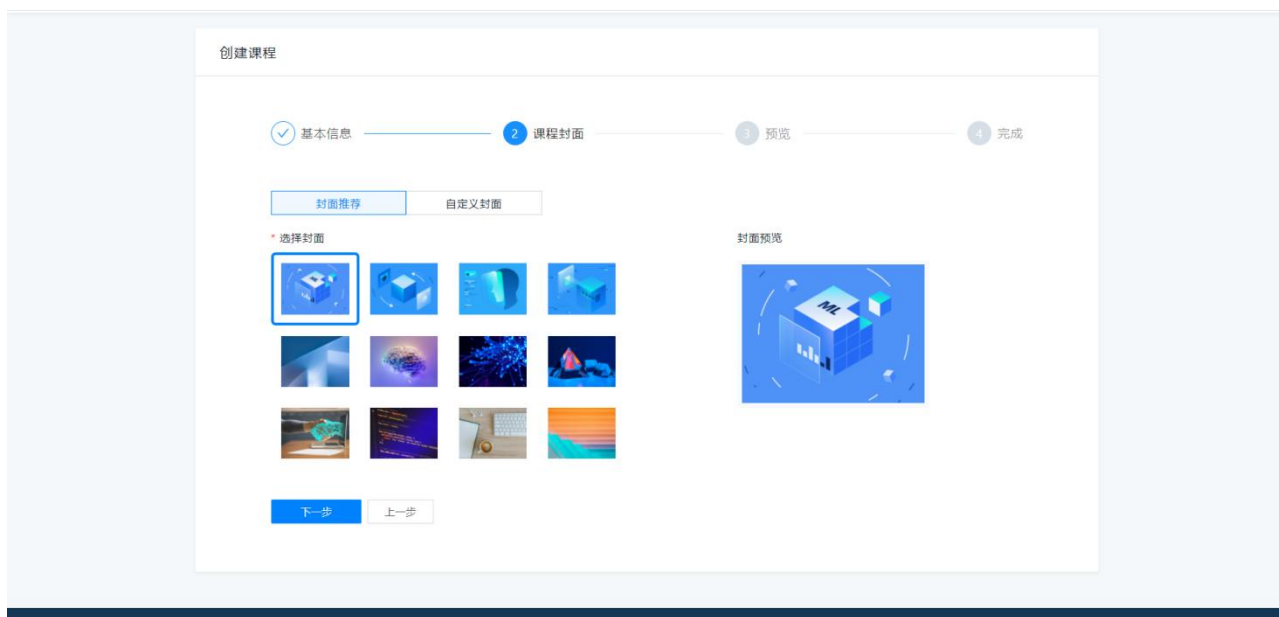 创建课程
基本信息 2 课程封面 3 预览 4 完成
封面推荐 自定义封面
* 选择封面 封面预览
ML
下一步 上一步